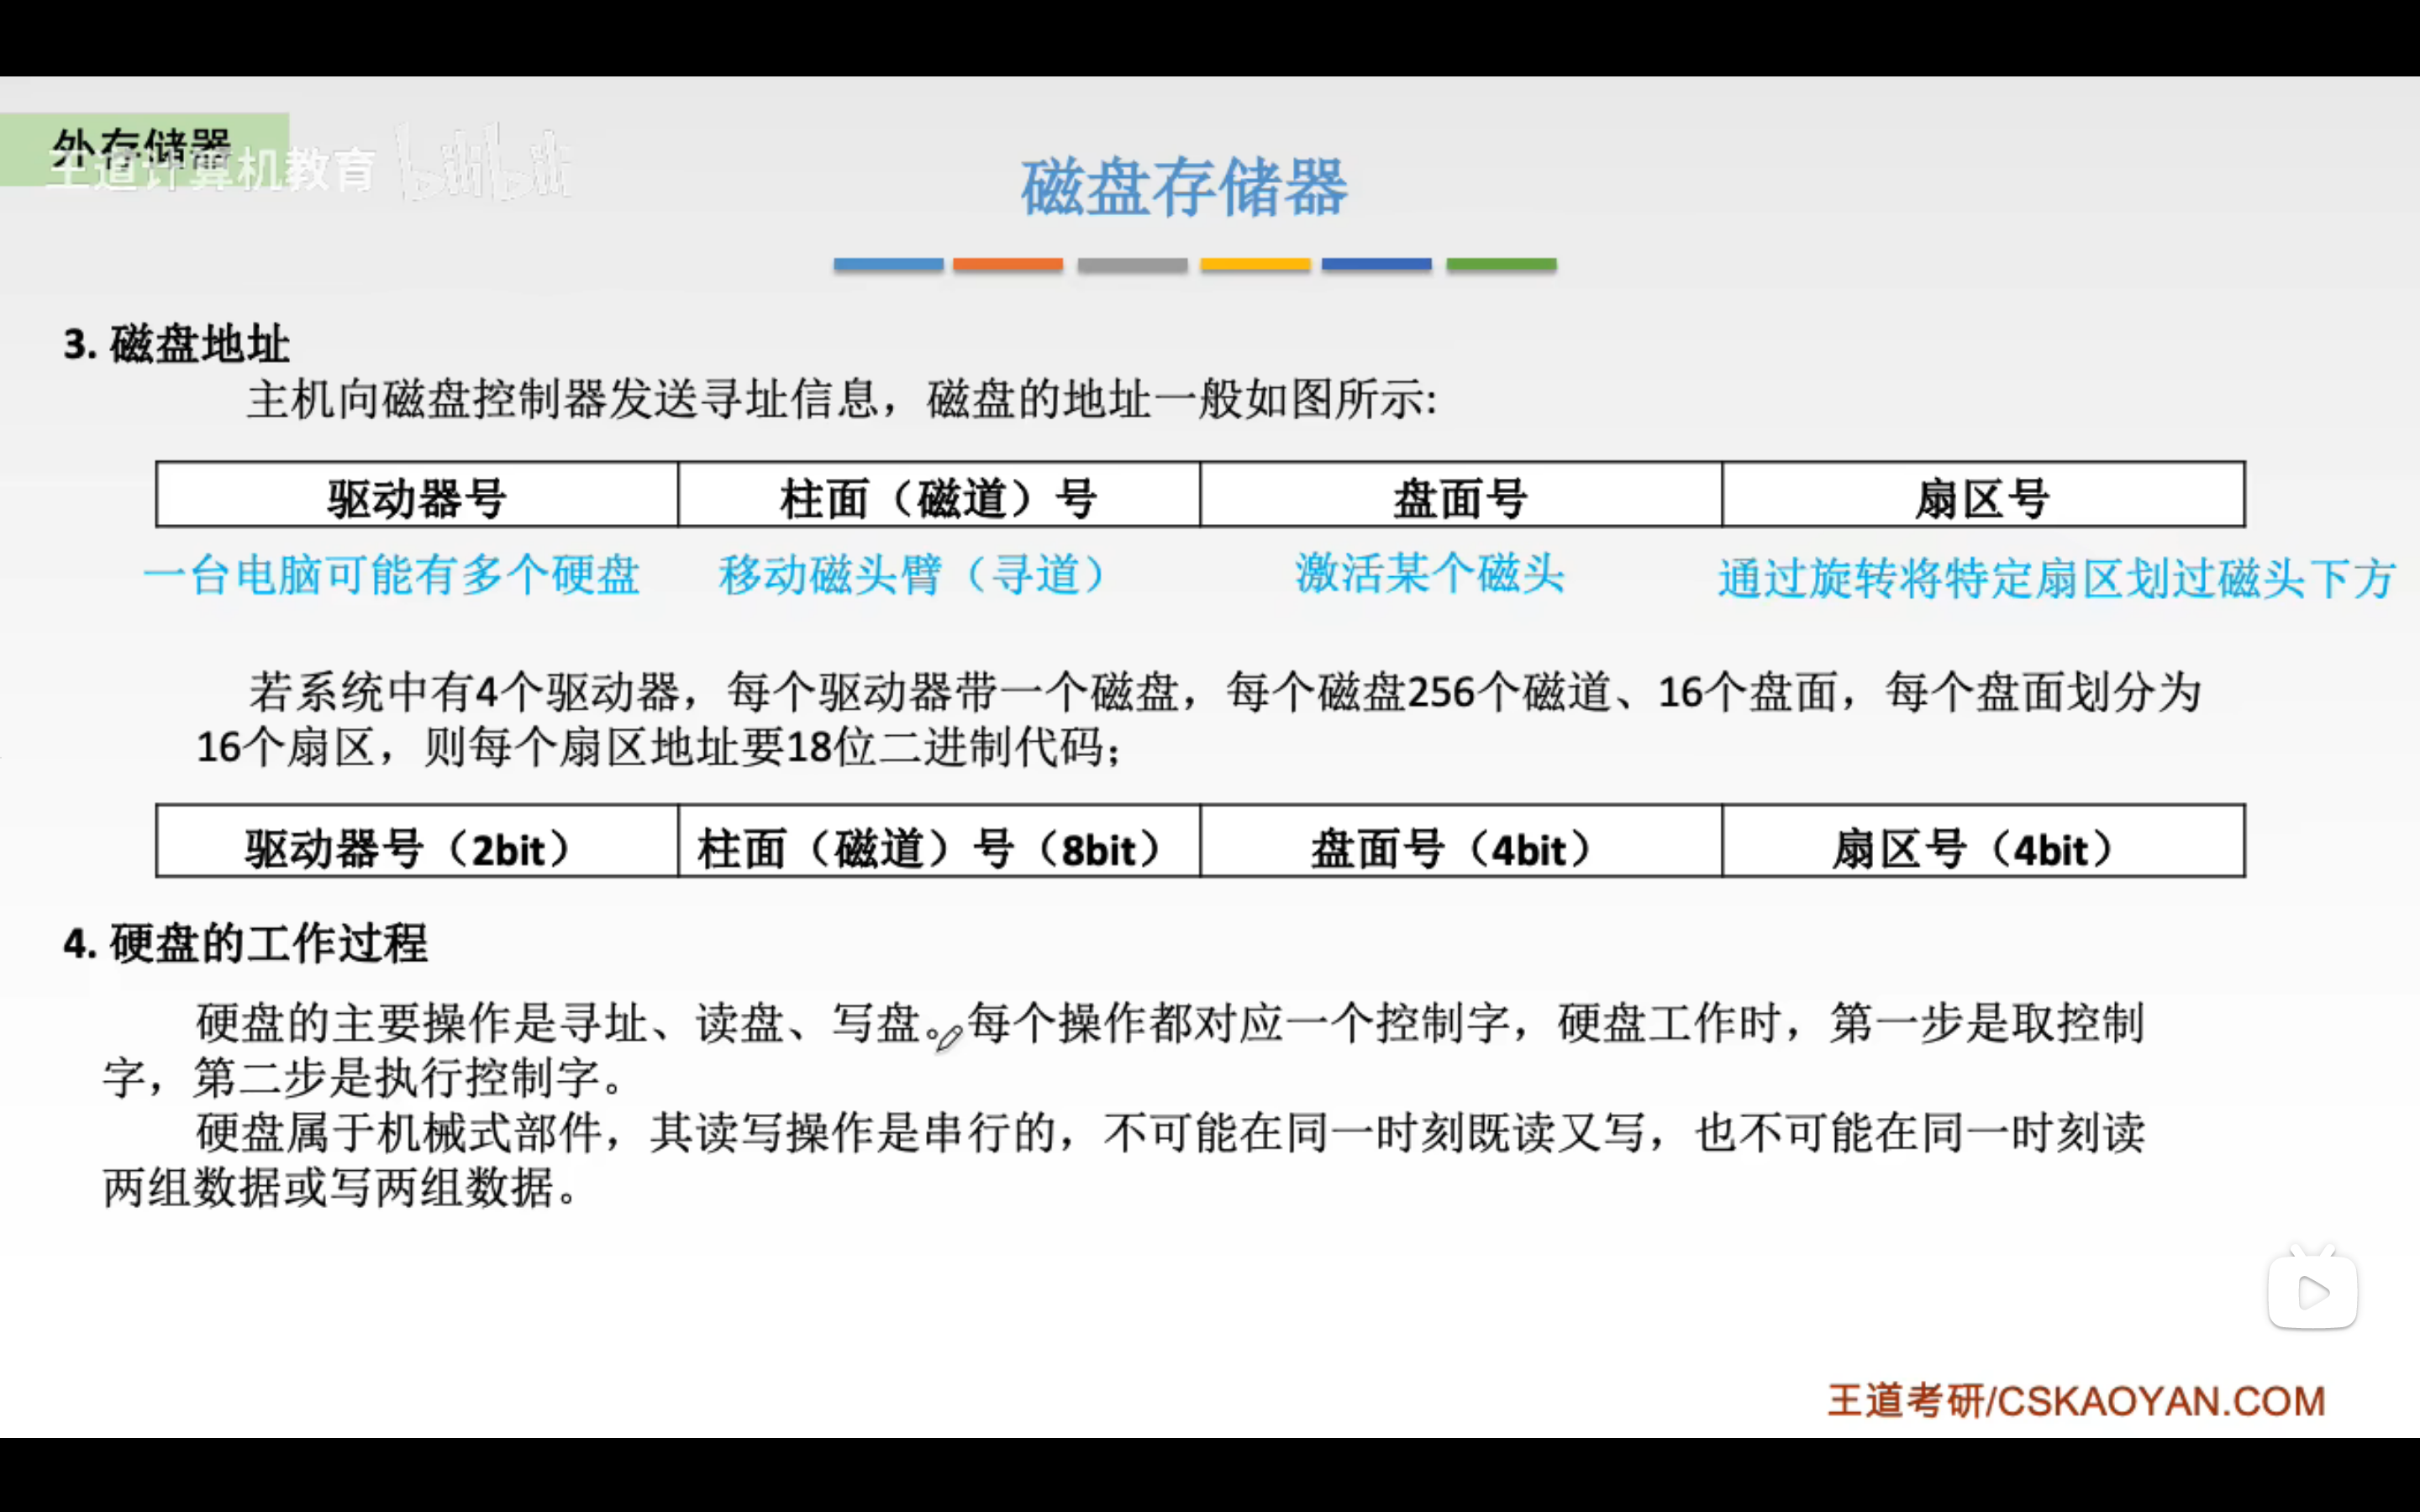 外存储器
王道计算机教育 bilibili
磁盘存储器
3. 磁盘地址
主机向磁盘控制器发送寻址信息，磁盘的地址一般如图所示:
驱动器号 柱面（磁道）号 盘面号 扇区号
一台电脑可能有多个硬盘 移动磁头臂（寻道） 激活某个磁头 通过旋转将特定扇区划过磁头下方
若系统中有4个驱动器，每个驱动器带一个磁盘，每个磁盘256个磁道、16个盘面，每个盘面划分为
16个扇区，则每个扇区地址要18位二进制代码；
驱动器号（2bit） 柱面（磁道）号（8bit） 盘面号（4bit） 扇区号（4bit）
4. 硬盘的工作过程
硬盘的主要操作是寻址、读盘、写盘。每个操作都对应一个控制字，硬盘工作时，第一步是取控制
字，第二步是执行控制字。
硬盘属于机械式部件，其读写操作是串行的，不可能在同一时刻既读又写，也不可能在同一时刻读
两组数据或写两组数据。
王道考研/CSKAOYAN.COM